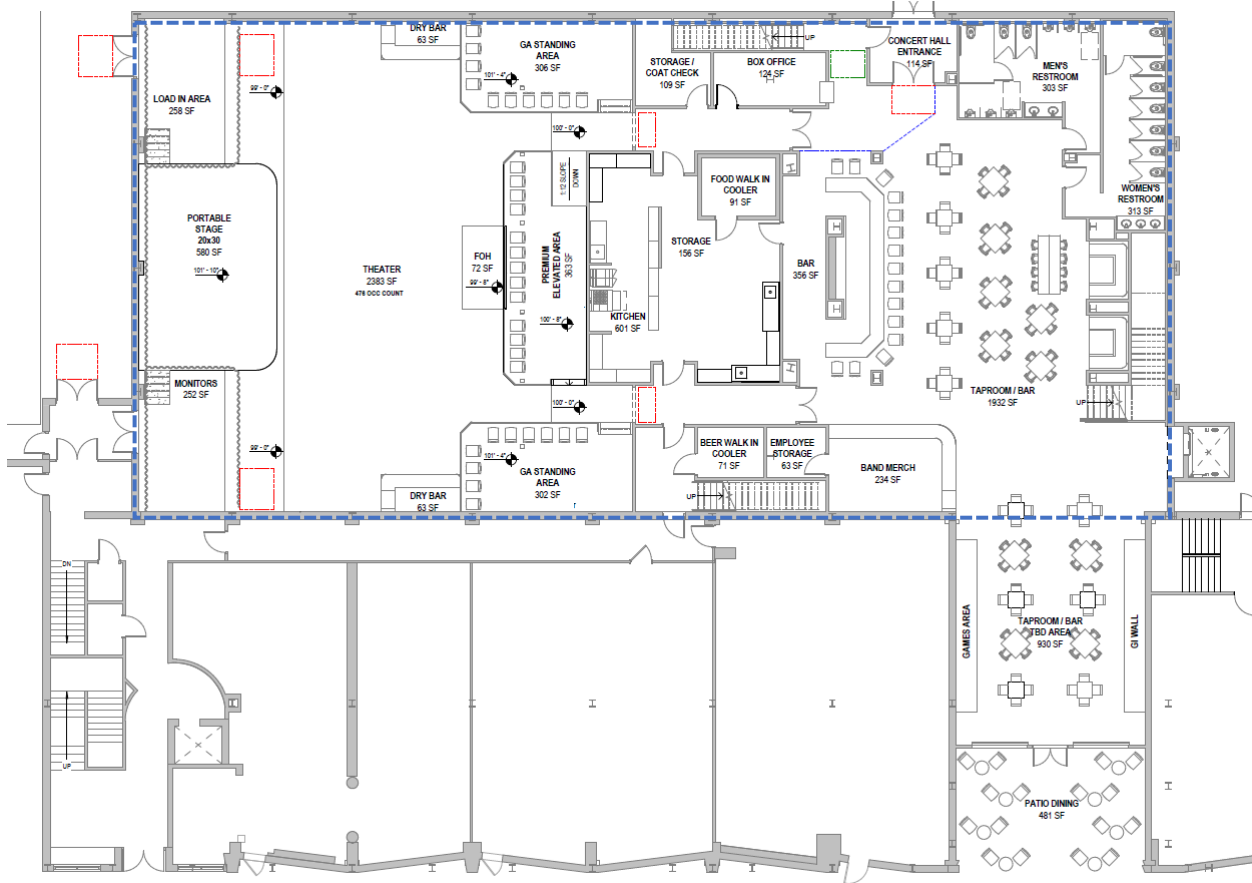 DRY BAR
63 SF
GA STANDING
AREA
306 SF
101' - 4"
UP
CONCERT HALL
ENTRANCE
114 SF
STORAGE /
COAT CHECK
109 SF
BOX OFFICE
124 SF
MEN'S
RESTROOM
303 SF
LOAD IN AREA
258 SF
99' - 0"
100' - 0"
1:12 SLOPE
DOWN
FOOD WALK IN
COOLER
91 SF
WOMEN'S
RESTROOM
313 SF
PORTABLE
STAGE
20x30
580 SF
101' - 10"
THEATER
2383 SF
476 OCC COUNT
FOH
72 SF
99' - 8"
PREMIUM
ELEVATED AREA
363 SF
100' - 8"
STORAGE
156 SF
BAR
356 SF
KITCHEN
601 SF
MONITORS
252 SF
100' - 0"
TAPROOM / BAR
1932 SF
UP
99' - 0"
101' - 4"
GA STANDING
AREA
302 SF
DRY BAR
63 SF
BEER WALK IN
COOLER
71 SF
EMPLOYEE
STORAGE
63 SF
UP
BAND MERCH
234 SF
DN
UP
GAMES AREA
TAPROOM / BAR
TBD AREA
930 SF
GI WALL
PATIO DINING
481 SF